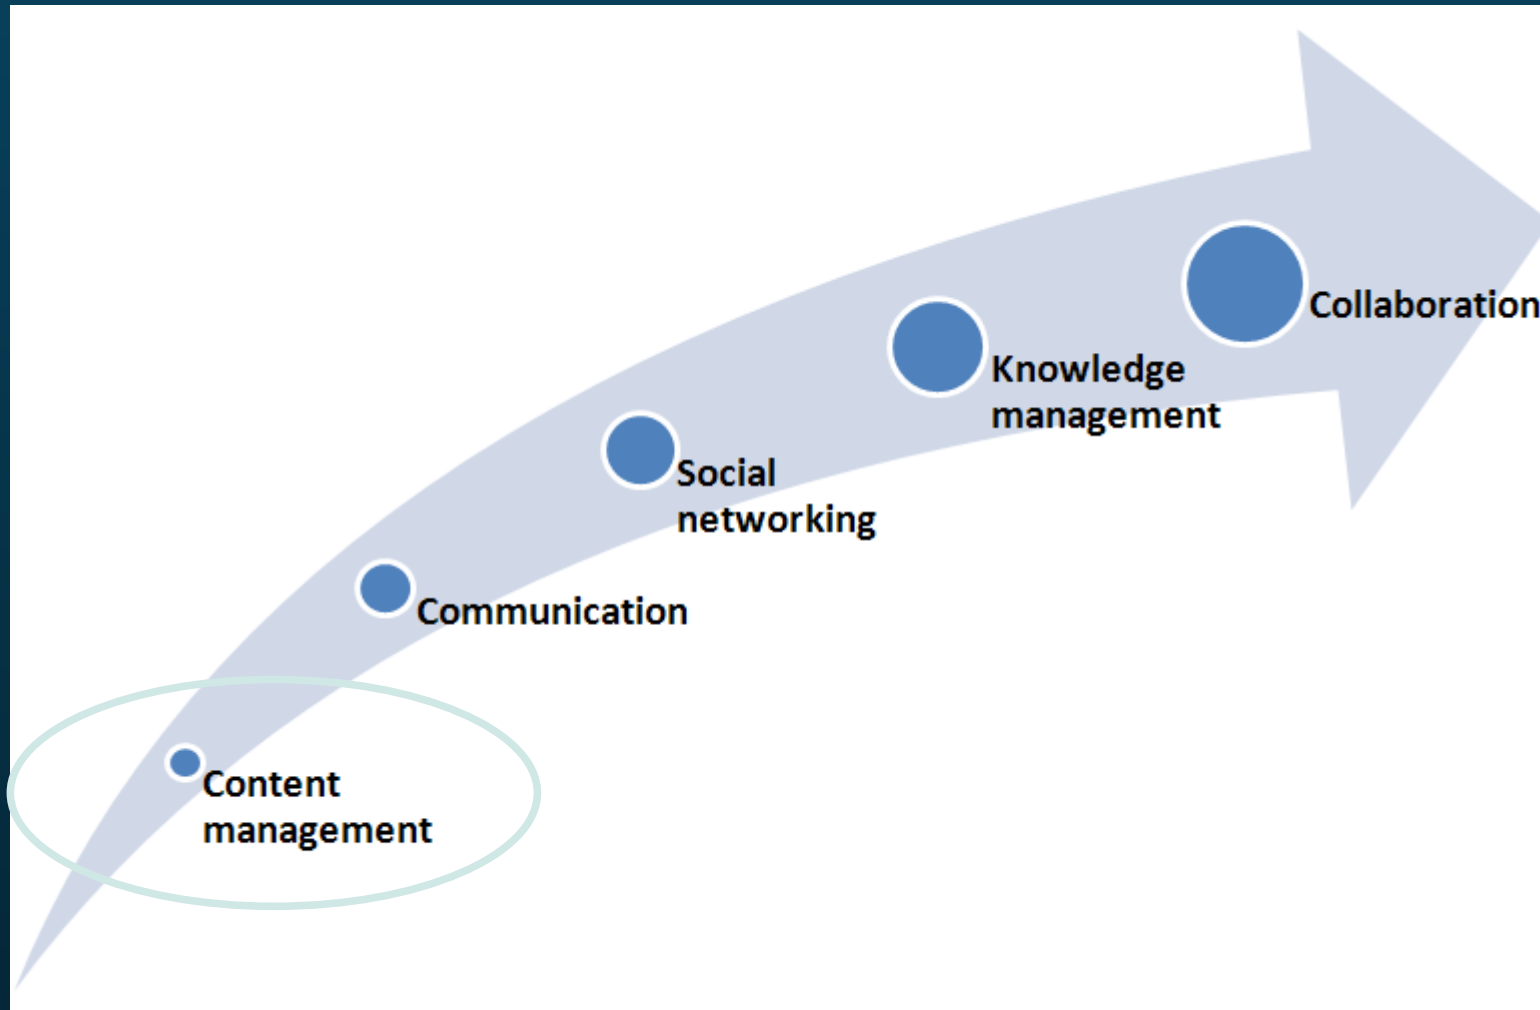 Collaboration
Knowledge
management
Social
networking
Communication
Content
management